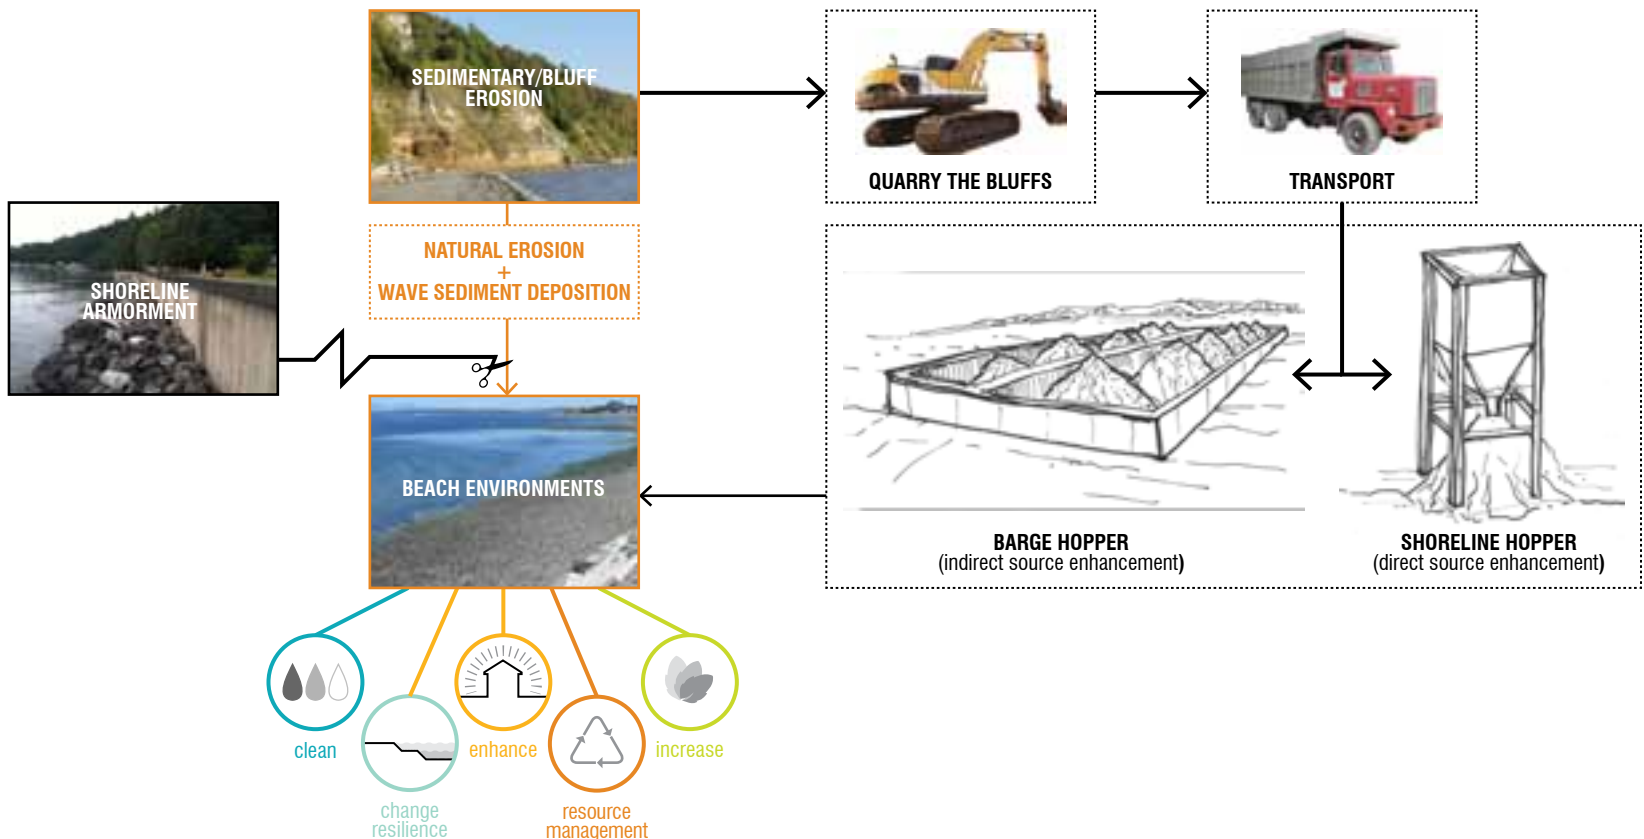 SEDIMENTARY/BLUFF
EROSION
QUARRY THE BLUFFS
TRANSPORT
SHORELINE
ARMORMENT
NATURAL EROSION
+
WAVE SEDIMENT DEPOSITION
BEACH ENVIRONMENTS
BARGE HOPPER
(indirect source enhancement)
SHORELINE HOPPER
(direct source enhancement)
clean
change
resilience
enhance
resource
management
increase